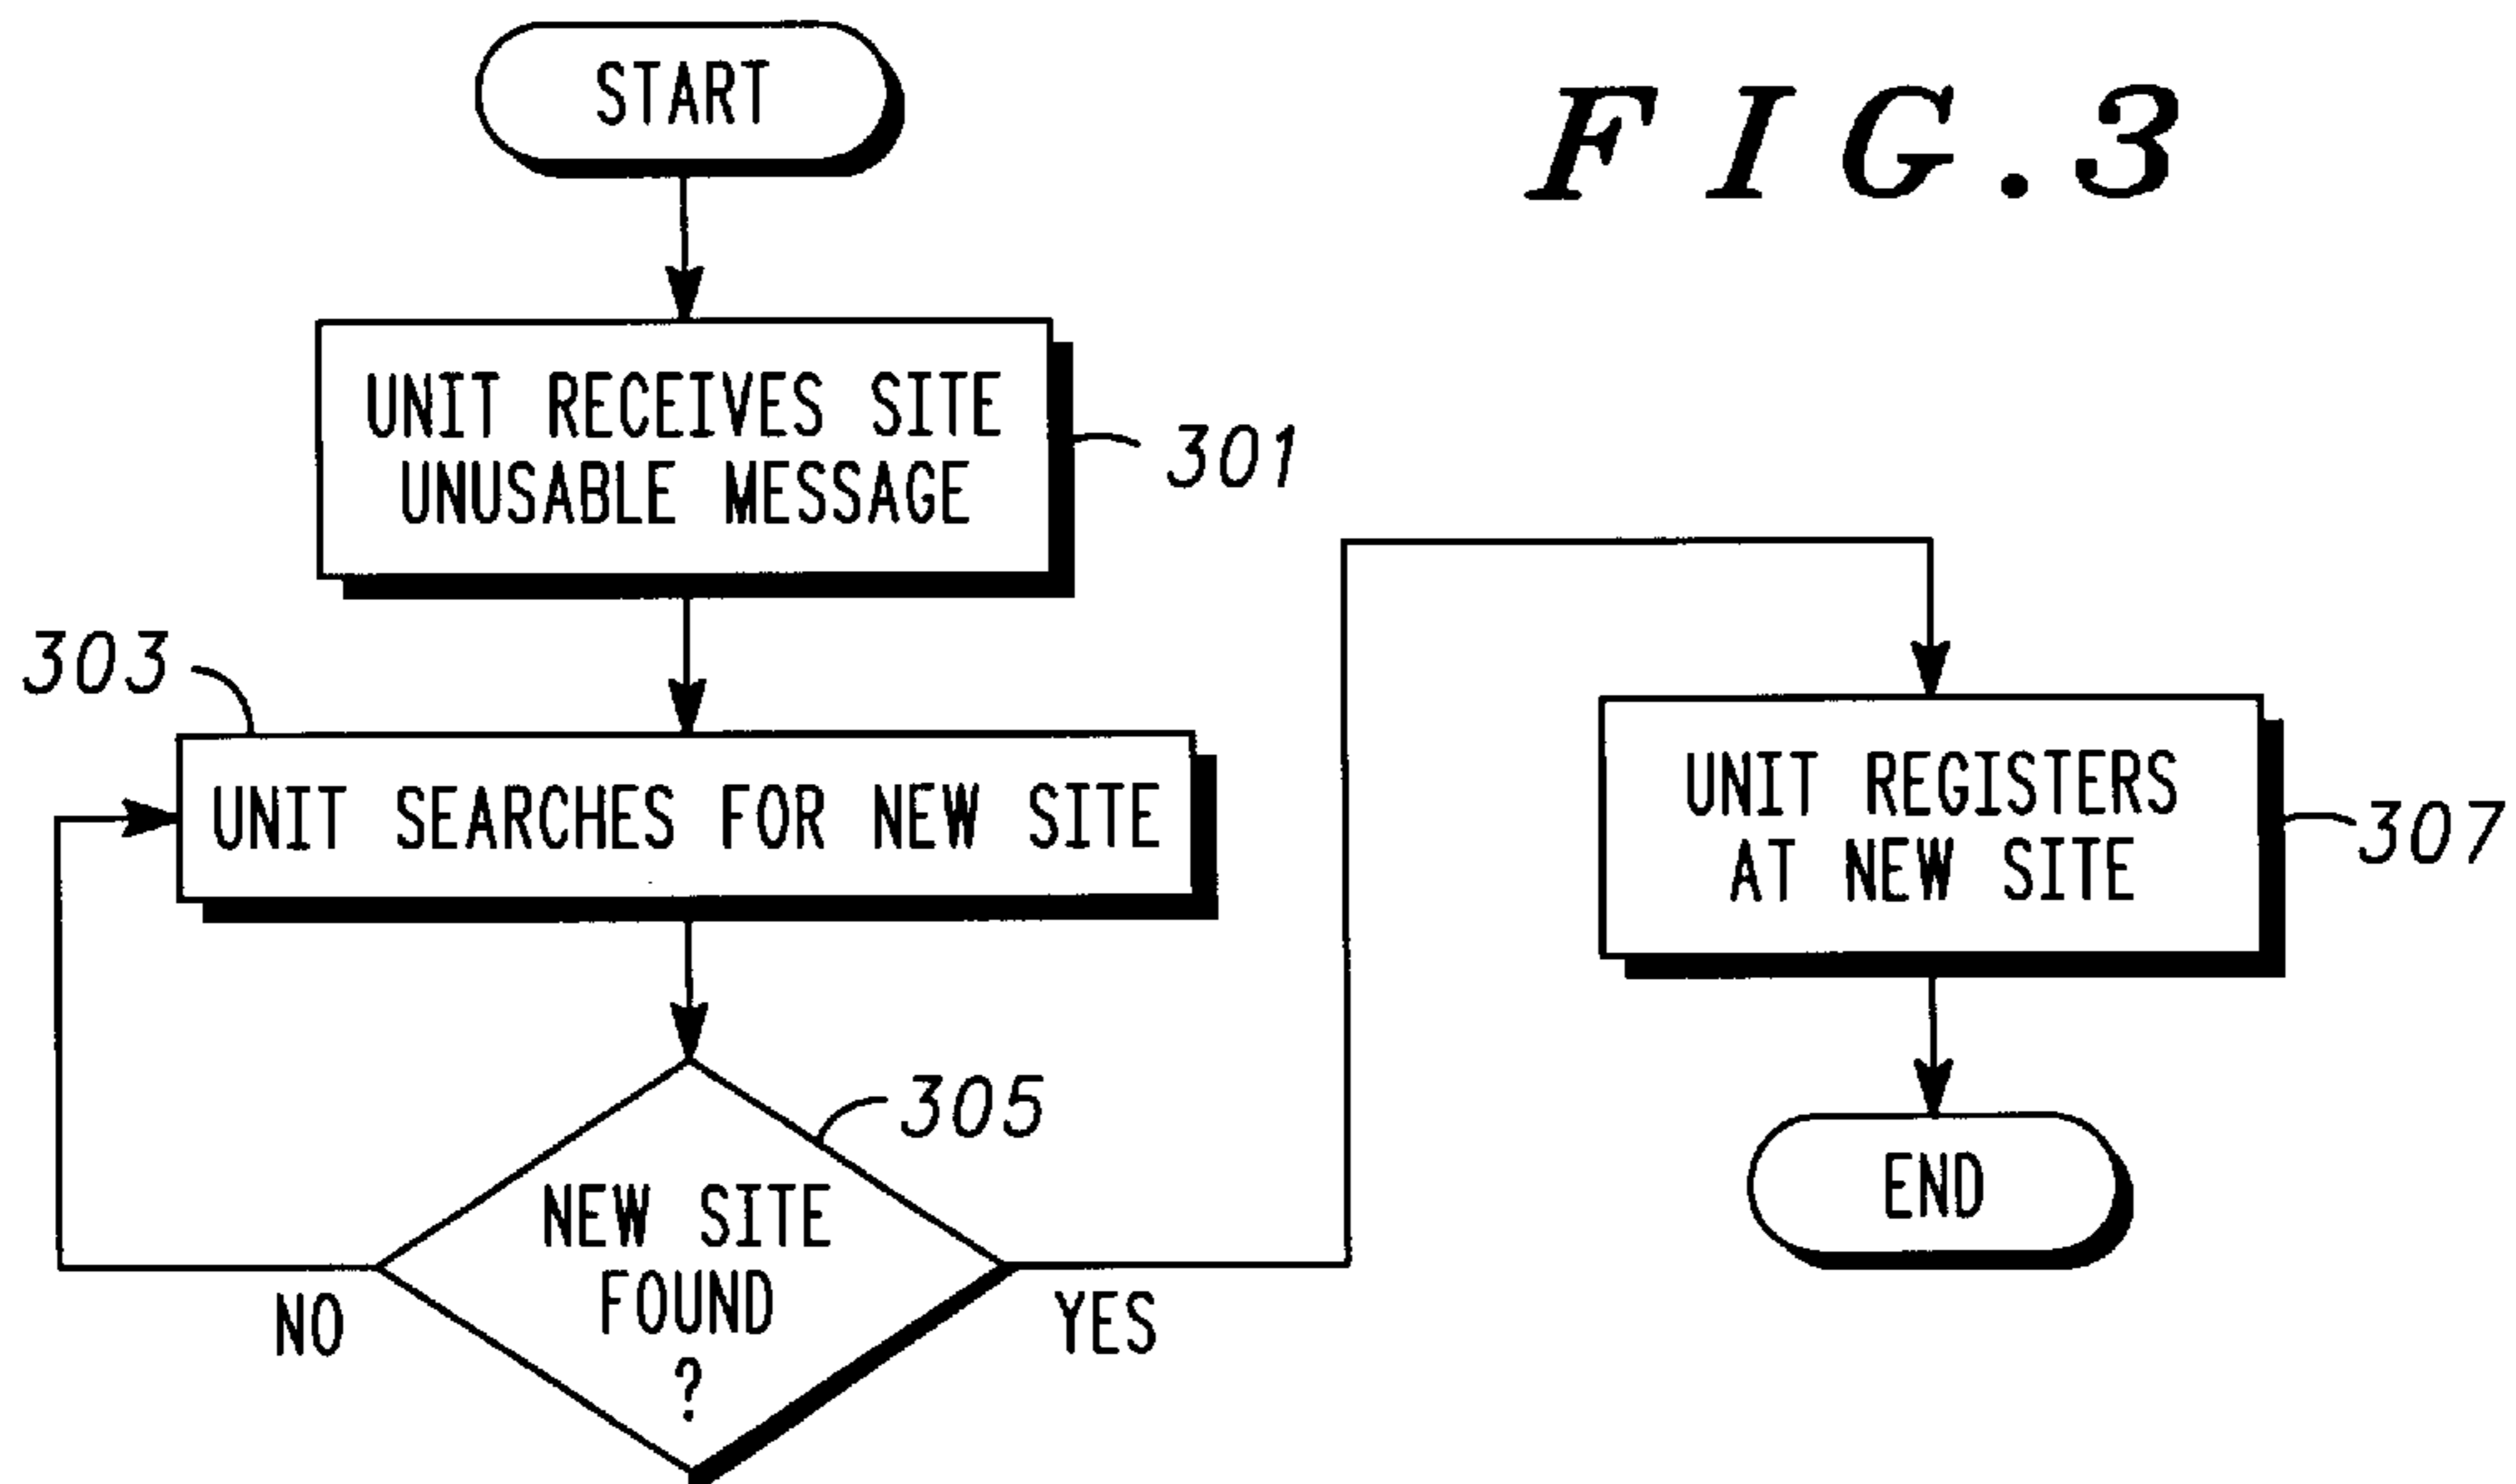 FIG.3
START
UNIT RECEIVES SITE
UNUSABLE MESSAGE
301
303
UNIT SEARCHES FOR NEW SITE
305
NEW SITE
FOUND
?
NO
YES
UNIT REGISTERS
AT NEW SITE
307
END